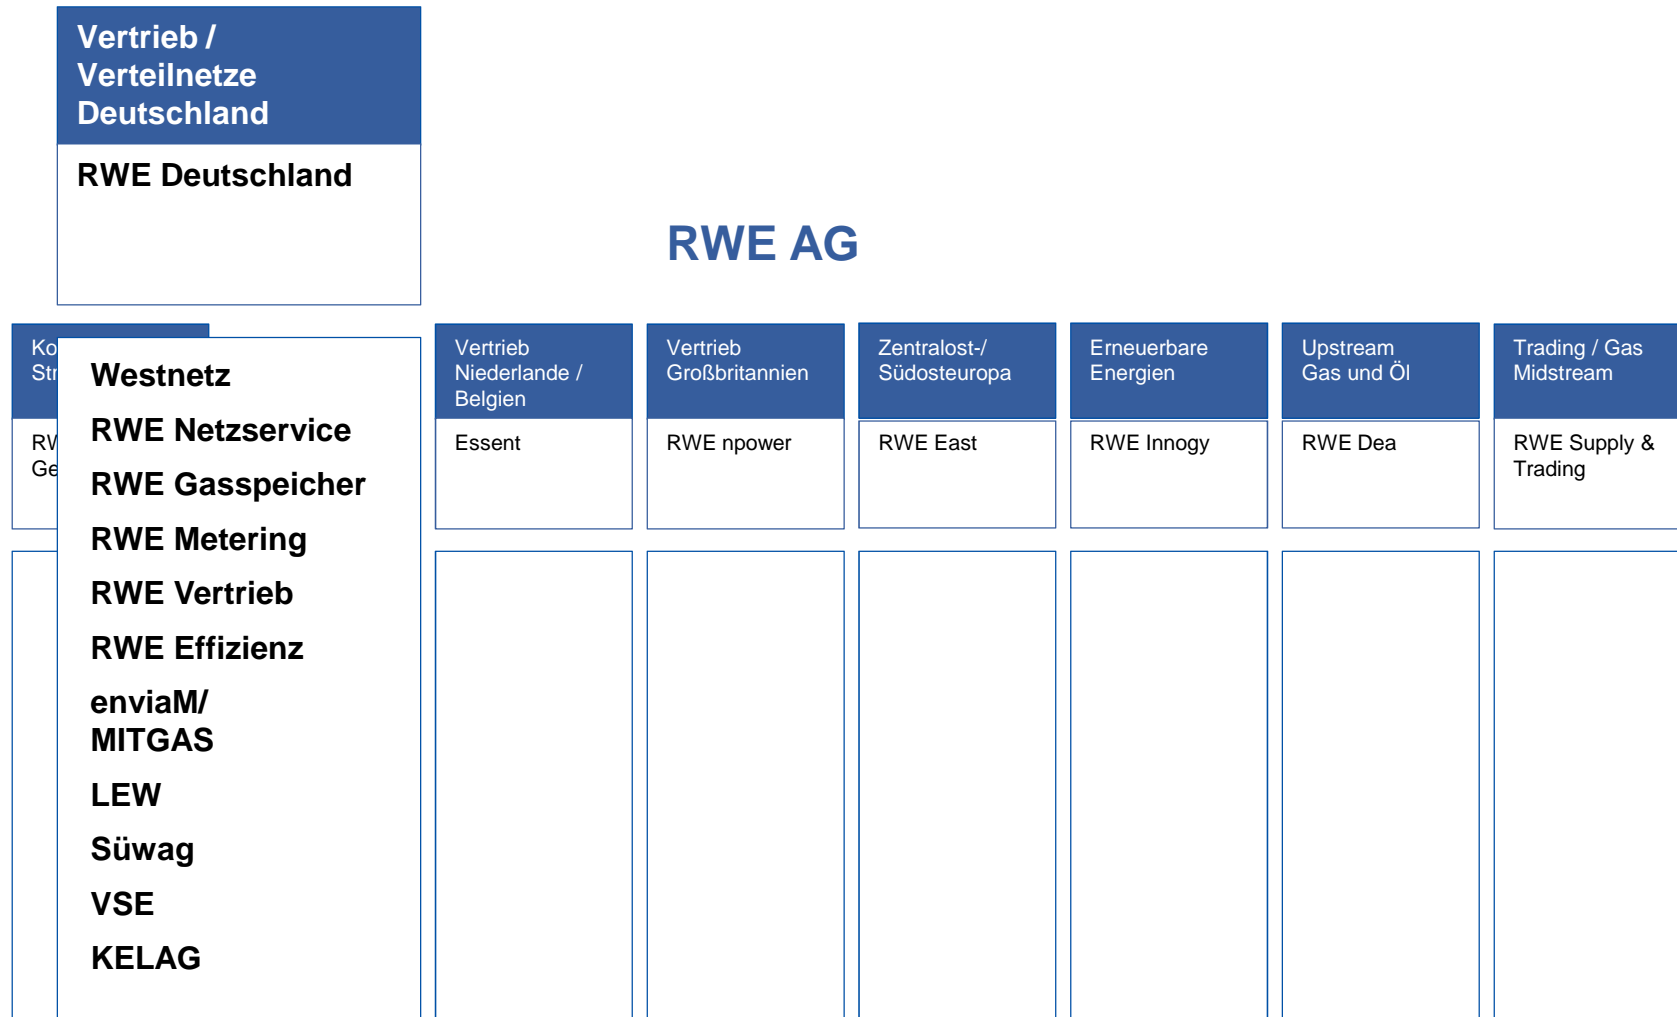 Vertrieb /
Verteilnetze
Deutschland
RWE Deutschland
RWE AG
Westnetz
RWE Netzservice
RWE Gasspeicher
RWE Metering
RWE Vertrieb
RWE Effizienz
enviaM/
MITGAS
LEW
Süwag
VSE
KELAG
Vertrieb
Niederlande /
Belgien
Essent
Vertrieb
Großbritannien
RWE npower
Zentralost-/
Südosteuropa
RWE East
Erneuerbare
Energien
RWE Innogy
Upstream
Gas und Öl
RWE Dea
Trading / Gas
Midstream
RWE Supply &
Trading